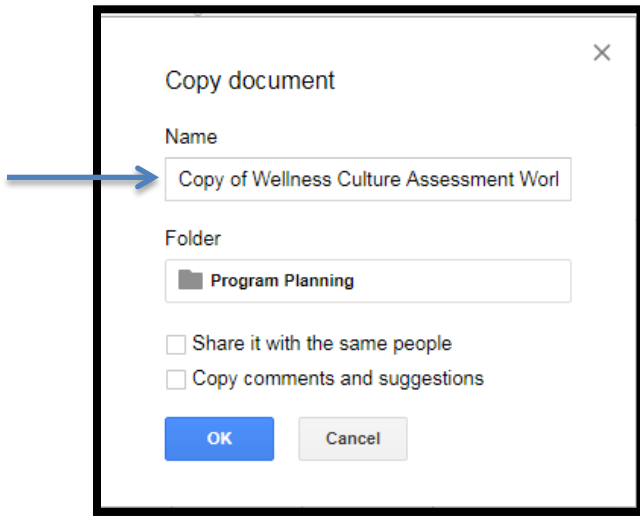 Copy document
Name
Copy of Wellness Culture Assessment Worl
Folder
Program Planning
Share it with the same people
Copy comments and suggestions
OK Cancel